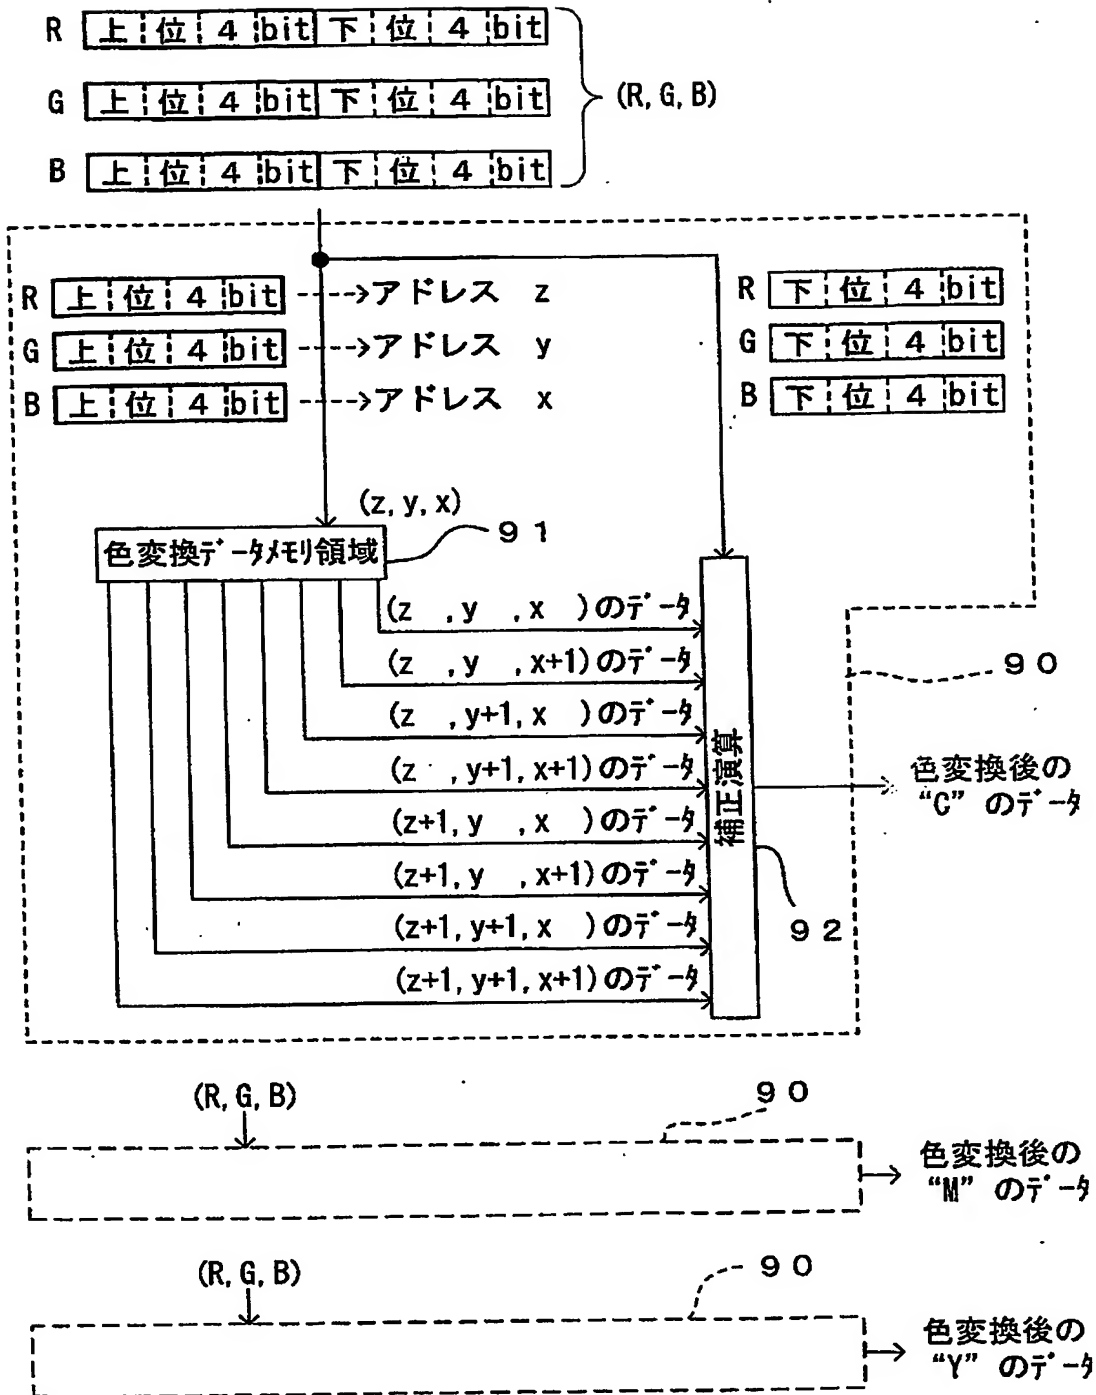 R 上位4bit下位4bit
G 上位4bit下位4bit (R, G, B)
B 上位4bit下位4bit
R 上位4bit アドレス z R 下位4bit
G 上位4bit アドレス y G 下位4bit
B 上位4bit アドレス x B 下位4bit
(z, y, x)
色変換ﾃﾞｰﾀﾒﾓﾘ領域 91
(z , y , x )のﾃﾞｰﾀ
(z , y , x+1)のﾃﾞｰﾀ
90
(z , y+1, x )のﾃﾞｰﾀ
(z , y+1, x+1)のﾃﾞｰﾀ
(z+1, y , x )のﾃﾞｰﾀ
(z+1, y , x+1)のﾃﾞｰﾀ
(z+1, y+1, x )のﾃﾞｰﾀ
(z+1, y+1, x+1)のﾃﾞｰﾀ
補正演算
92
色変換後の
“C” のﾃﾞｰﾀ
(R, G, B)
90
色変換後の
“M” のﾃﾞｰﾀ
(R, G, B)
90
色変換後の
“Y” のﾃﾞｰﾀ